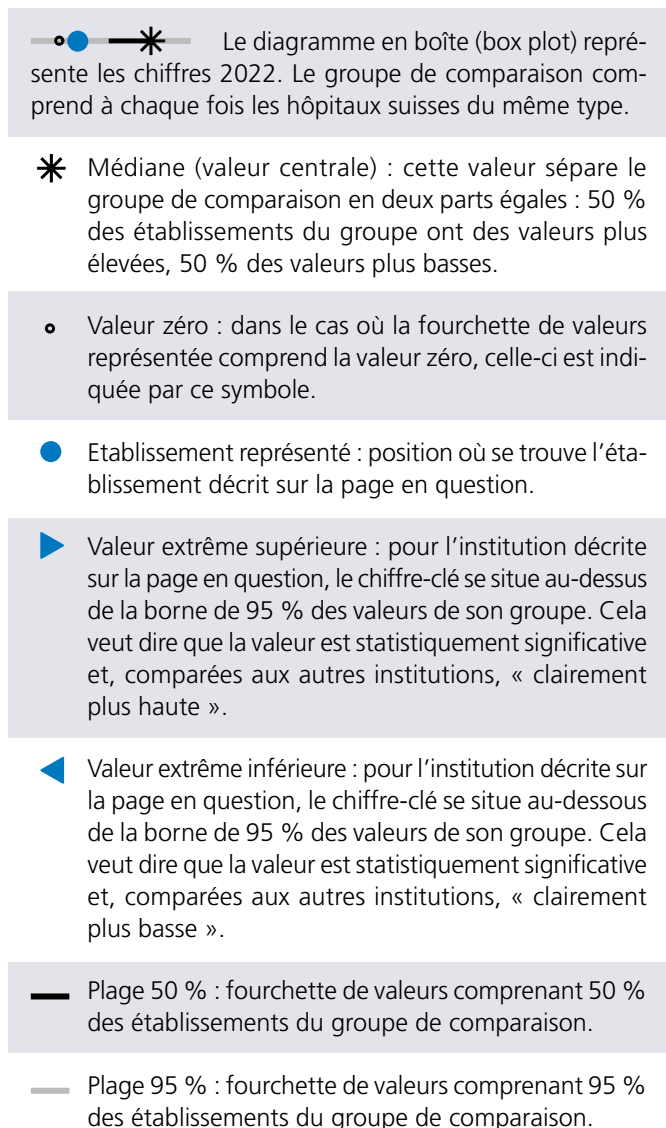 Le diagramme en boîte (box plot) repré-
sente les chiffres 2022. Le groupe de comparaison com-
prend à chaque fois les hôpitaux suisses du même type.
Médiane (valeur centrale) : cette valeur sépare le
groupe de comparaison en deux parts égales : 50 %
des établissements du groupe ont des valeurs plus
élevées, 50 % des valeurs plus basses.
Valeur zéro : dans le cas où la fourchette de valeurs
représentée comprend la valeur zéro, celle-ci est indi-
quée par ce symbole.
Etablissement représenté : position où se trouve l'éta-
blissement décrit sur la page en question.
Valeur extrême supérieure : pour l'institution décrite
sur la page en question, le chiffre-clé se situe au-dessus
de la borne de 95 % des valeurs de son groupe. Cela
veut dire que la valeur est statistiquement significative
et, comparées aux autres institutions, « clairement
plus haute ».
Valeur extrême inférieure : pour l'institution décrite sur
la page en question, le chiffre-clé se situe au-dessous
de la borne de 95 % des valeurs de son groupe. Cela
veut dire que la valeur est statistiquement significative
et, comparées aux autres institutions, « clairement
plus basse ».
Plage 50 % : fourchette de valeurs comprenant 50 %
des établissements du groupe de comparaison.
Plage 95 % : fourchette de valeurs comprenant 95 %
des établissements du groupe de comparaison.